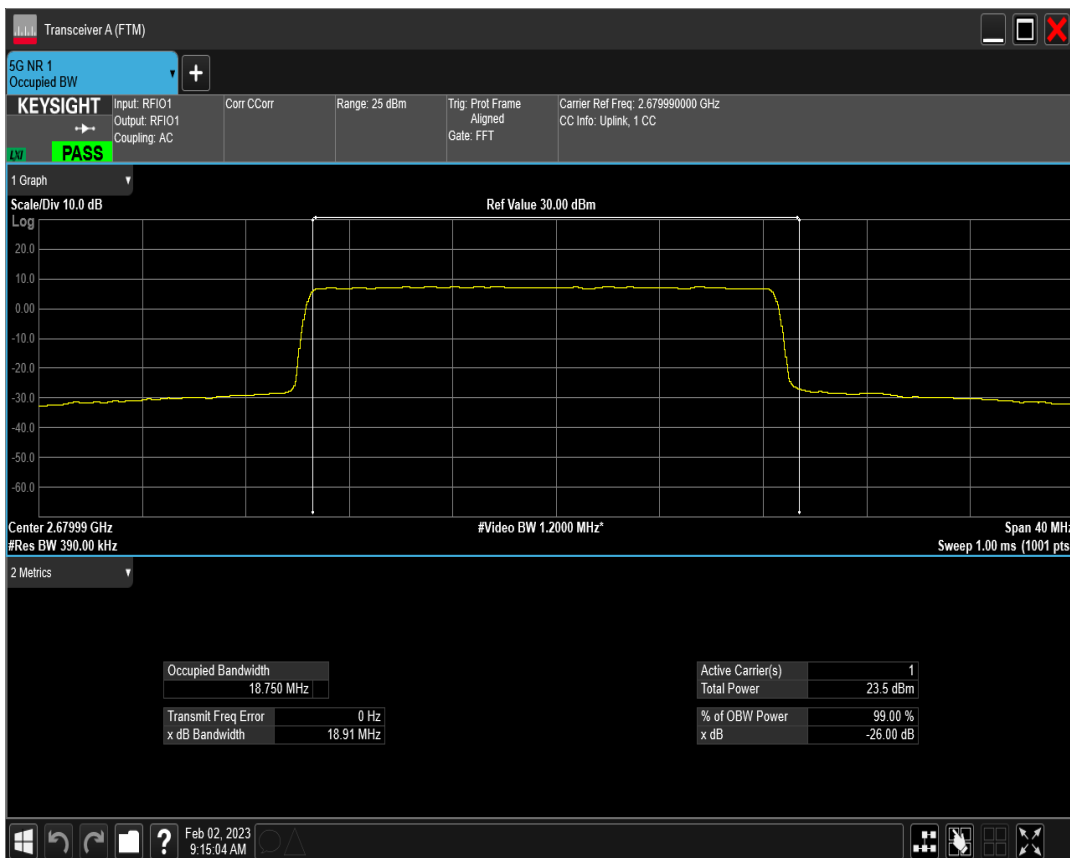 Transceiver A (FTM)
5G NR 1
Occupied BW
+
KEYSIGHT
LXI
PASS
Input: RFIO1
Output: RFIO1
Coupling: AC
Corr CCorr
Range: 25 dBm
Trig: Prot Frame
Aligned
Gate: FFT
Carrier Ref Freq: 2.679990000 GHz
CC Info: Uplink, 1 CC
1 Graph
Scale/Div 10.0 dB
Ref Value 30.00 dBm
Log
20.0
10.0
0.00
-10.0
-20.0
-30.0
-40.0
-50.0
-60.0
Center 2.67999 GHz
#Video BW 1.2000 MHz*
Span 40 MHz
#Res BW 390.00 kHz
Sweep 1.00 ms (1001 pts
2 Metrics
Occupied Bandwidth
18.750 MHz
Transmit Freq Error 0 Hz
x dB Bandwidth 18.91 MHz
Active Carrier(s) 1
Total Power 23.5 dBm
% of OBW Power 99.00 %
x dB -26.00 dB
?
Feb 02, 2023
9:15:04 AM